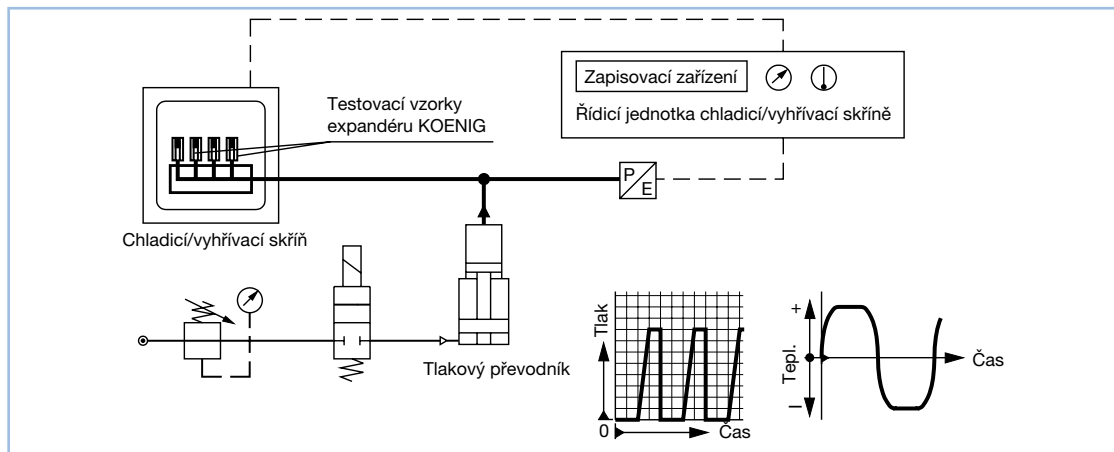 Zapisovací zařízení
Řídicí jednotka chladicí/vyhřívací skříně
Testovací vzorky
expandéru KOENIG
P
E
Chladicí/vyhřívací skříň
Tlakový převodník
Tlak
0
Čas
+
Tepl.
–
Čas